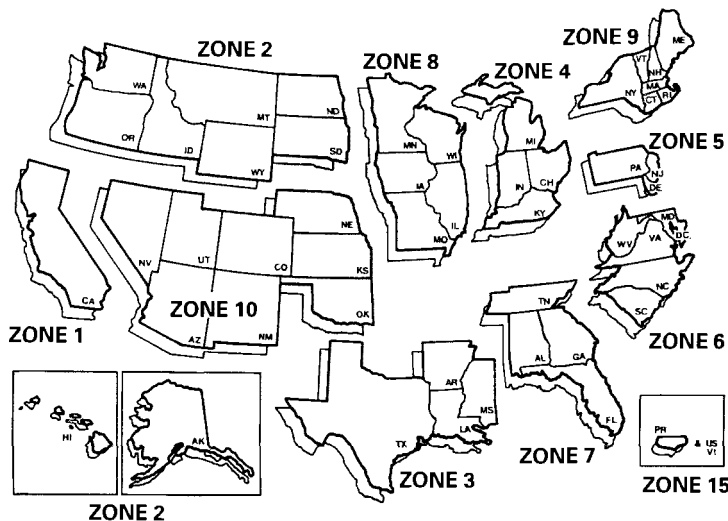 ZONE 2
ZONE 8
ZONE 4
ZONE 9
ME
VT
NH
NY
MA
CT
RI
WA
MT
ND
OR
ID
WY
SD
MN
WI
MI
IA
IL
MO
IN
OH
KY
ZONE 5
PA
NJ
DE
MD
DC
WV
VA
NC
SC
ZONE 6
NE
NV
UT
CO
KS
CA
ZONE 10
OK
AZ
NM
ZONE 1
TN
AL
GA
FL
AR
MS
LA
TX
HI
AK
ZONE 3
ZONE 7
PR
& US
VI
ZONE 15
ZONE 2